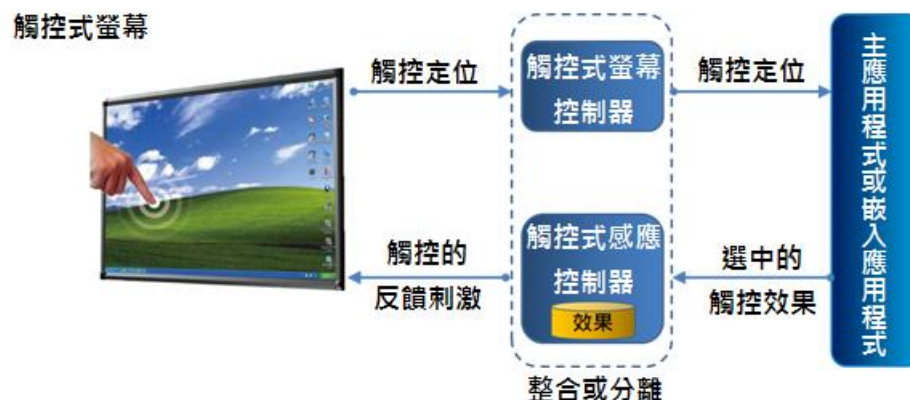 觸控式螢幕
觸控定位
觸控式螢幕
控制器
觸控定位
主應用程式或嵌入應用程式
觸控的
反饋刺激
觸控式感應
控制器
效果
選中的
觸控效果
整合或分離